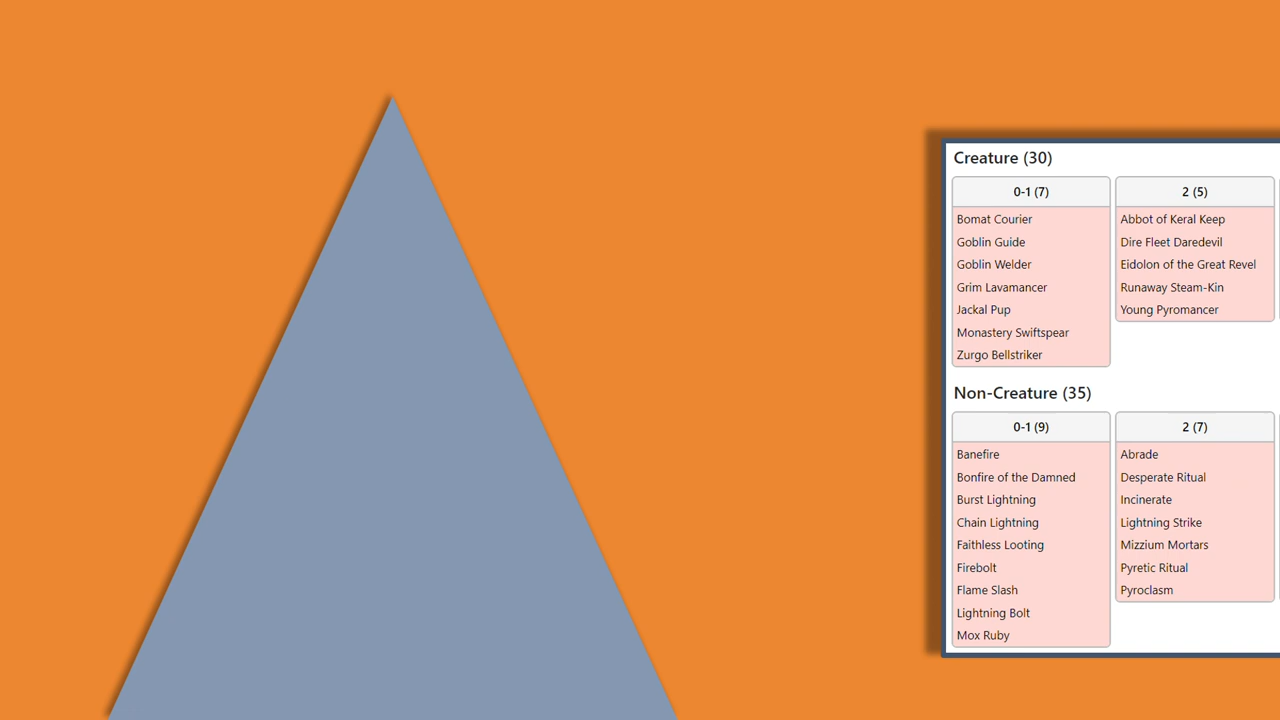 Creature (30)
0-1 (7)
Bomat Courier
Goblin Guide
Goblin Welder
Grim Lavamancer
Jackal Pup
Monastery Swiftspear
Zurgo Bellstriker
2 (5)
Abbot of Keral Keep
Dire Fleet Daredevil
Eidolon of the Great Revel
Runaway Steam-Kin
Young Pyromancer
Non-Creature (35)
0-1 (9)
Banefire
Bonfire of the Damned
Burst Lightning
Chain Lightning
Faithless Looting
Firebolt
Flame Slash
Lightning Bolt
Mox Ruby
2 (7)
Abrade
Desperate Ritual
Incinerate
Lightning Strike
Mizzium Mortars
Pyretic Ritual
Pyroclasm